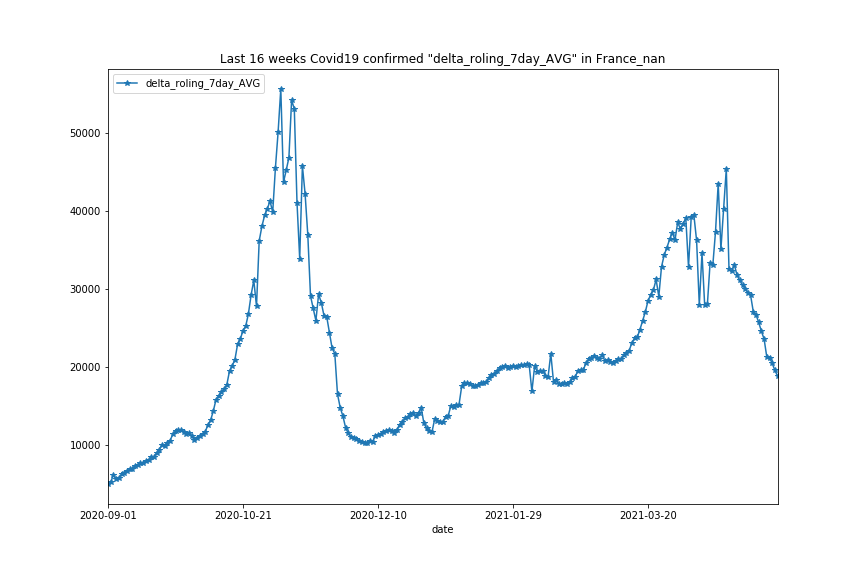 Last 16 weeks Covid19 confirmed "delta_roling_7day_AVG" in France_nan
delta_roling_7day_AVG
50000
40000
30000
20000
10000
2020-09-01 2020-10-21 2020-12-10 2021-01-29 2021-03-20
date